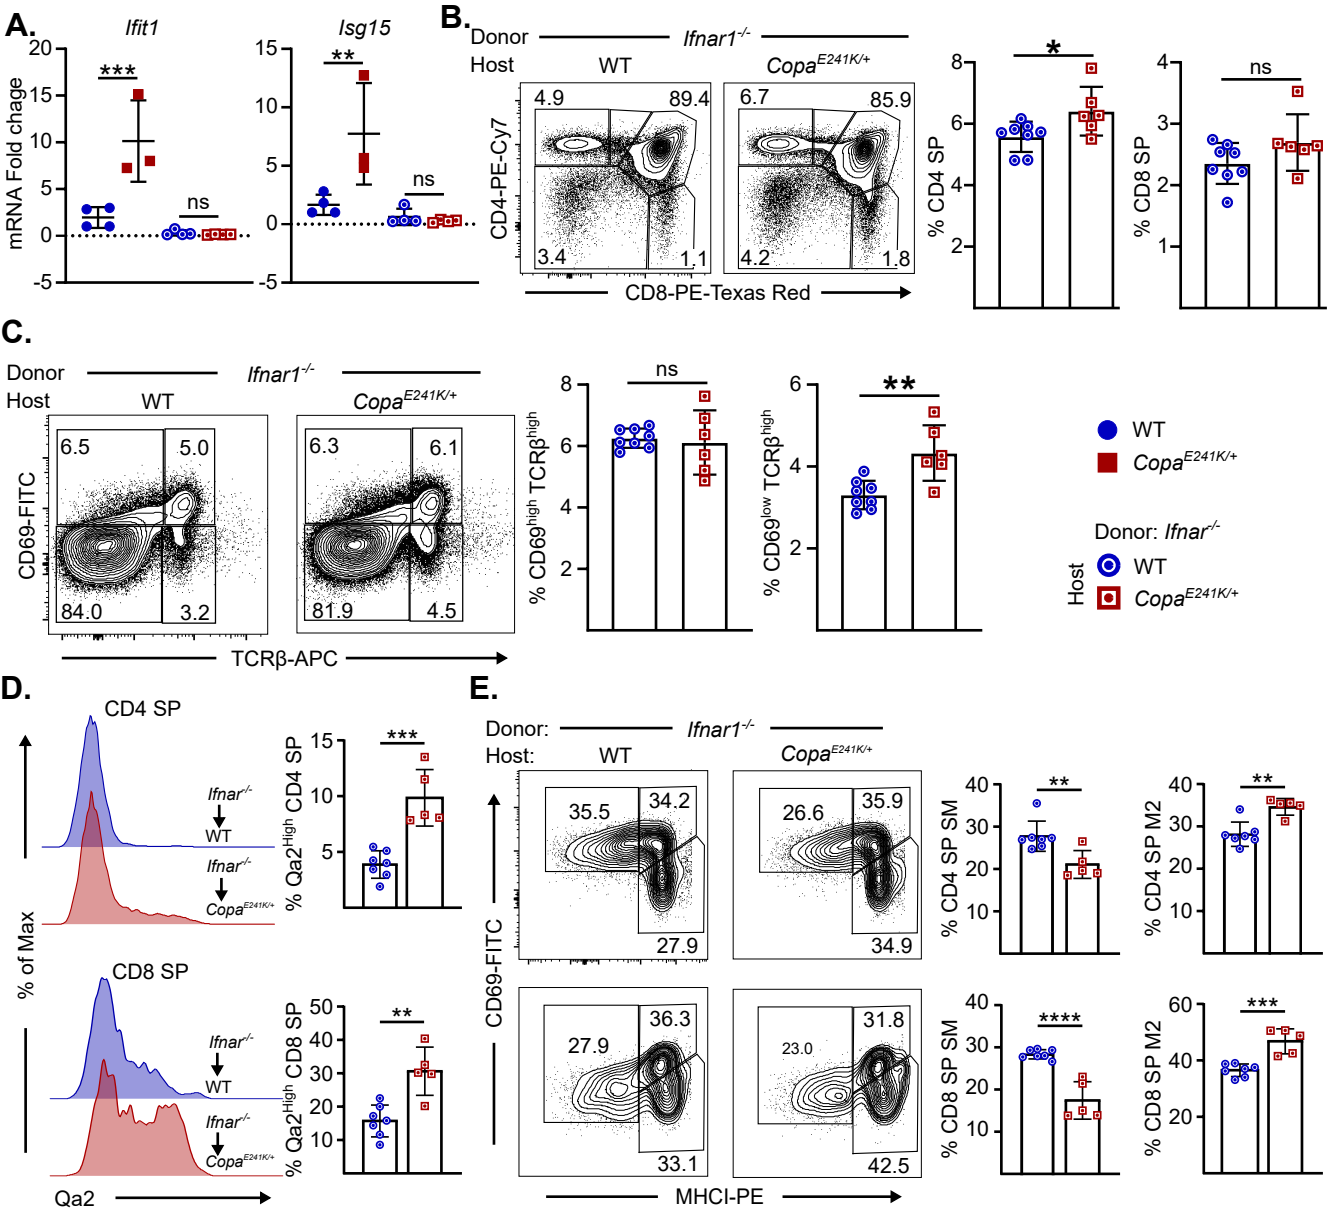 A.
Ifit1
Isg15
mRNA Fold chage
20
15
10
5
0
-5
***
ns
15
10
5
0
-5
**
ns
B.
Donor
Ifnar1-/-
Host
WT
CopaE241K/+
4.9
89.4
3.4
1.1
6.7
85.9
4.2
1.8
CD4-PE-Cy7
CD8-PE-Texas Red
% CD4 SP
8
6
4
2
*
% CD8 SP
4
3
2
1
ns
C.
Donor
Ifnar1-/-
Host
WT
CopaE241K/+
6.5
5.0
84.0
3.2
6.3
6.1
81.9
4.5
CD69-FITC
TCRβ-APC
% CD69high TCRβhigh
8
6
4
2
ns
% CD69low TCRβhigh
6
4
2
**
WT
CopaE241K/+
Donor: Ifnar-/-
Host
WT
CopaE241K/+
D.
CD4 SP
Ifnar-/-
WT
Ifnar-/-
CopaE241K/+
% Qa2High CD4 SP
15
10
5
***
% of Max
CD8 SP
Ifnar-/-
WT
Ifnar-/-
CopaE241K/+
Qa2
% Qa2High CD8 SP
50
40
30
20
10
**
E.
Donor:
Ifnar1-/-
Host:
WT
CopaE241K/+
35.5
34.2
27.9
26.6
35.9
34.9
27.9
36.3
33.1
23.0
31.8
42.5
CD69-FITC
MHCI-PE
% CD4 SP SM
40
30
20
10
**
% CD4 SP M2
40
30
20
10
**
% CD8 SP SM
40
30
20
10
****
% CD8 SP M2
60
40
20
***